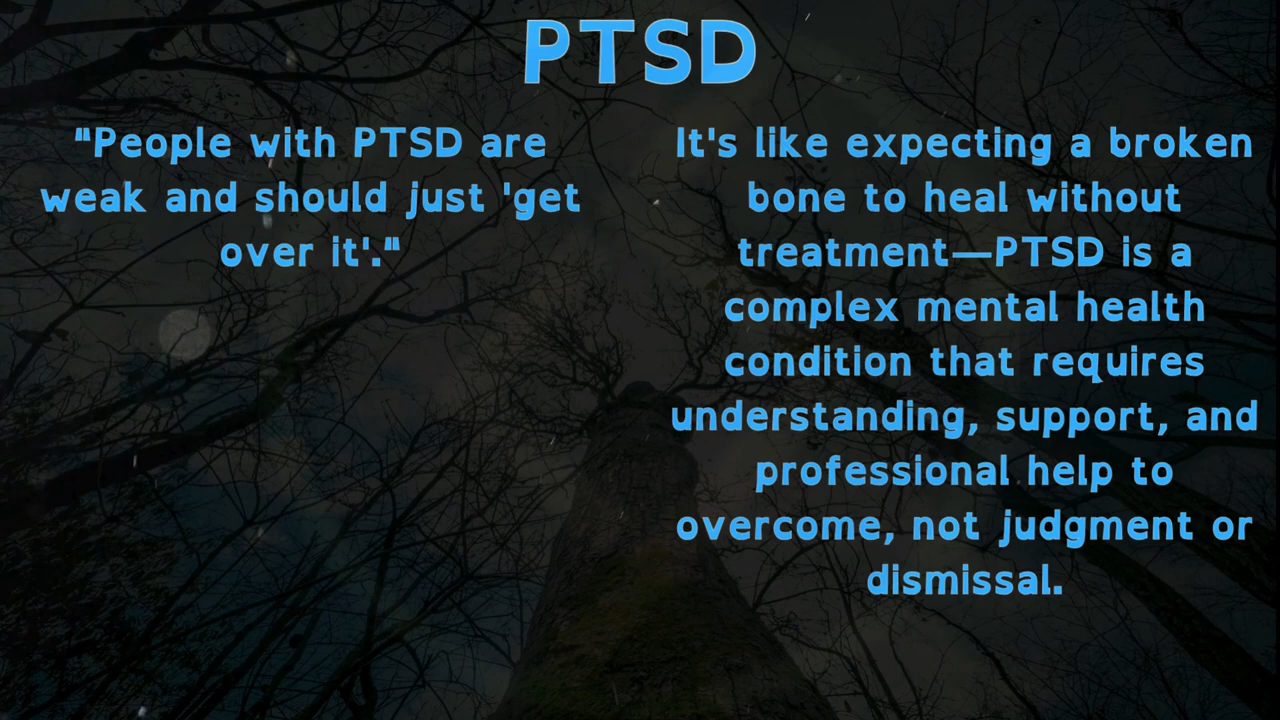 PTSD
"People with PTSD are
weak and should just 'get
over it'."
It's like expecting a broken
bone to heal without
treatment—PTSD is a
complex mental health
condition that requires
understanding, support, and
professional help to
overcome, not judgment or
dismissal.